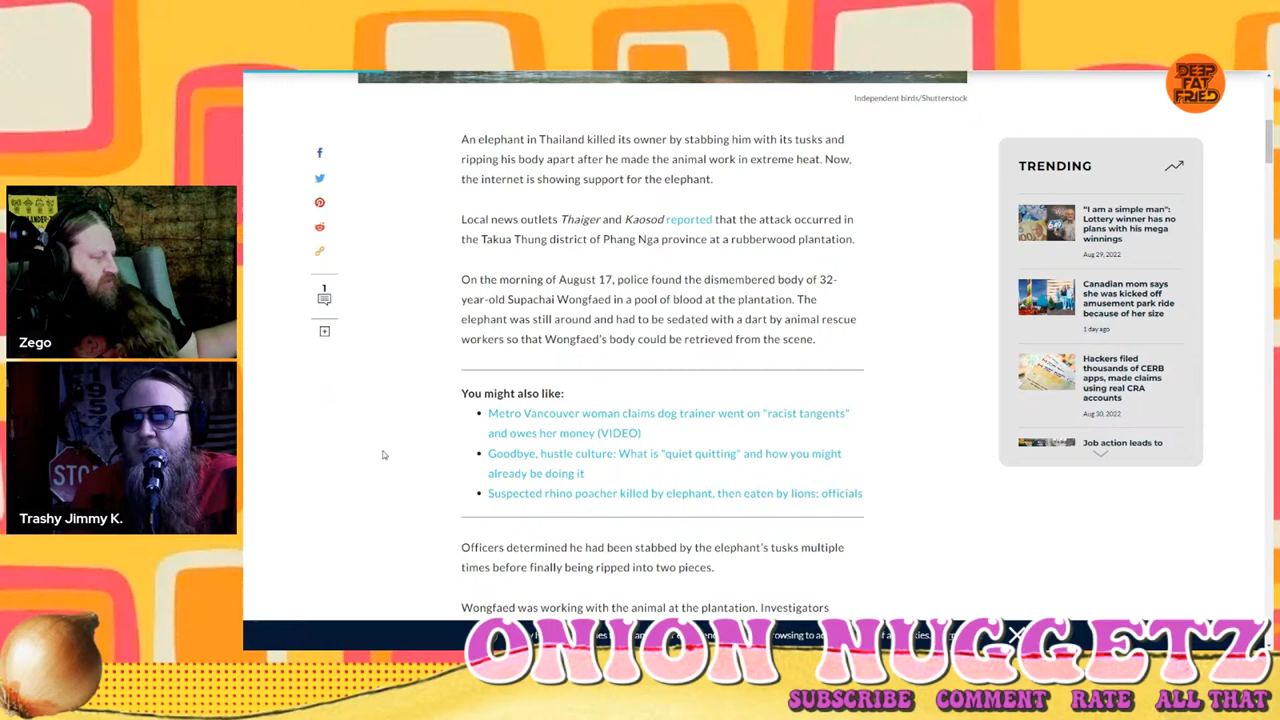 DEEP
FAT
FRIED
Independent birds/Shutterstock
An elephant in Thailand killed its owner by stabbing him with its tusks and
ripping his body apart after he made the animal work in extreme heat. Now,
the internet is showing support for the elephant.
Local news outlets Thaiger and Kaosod reported that the attack occurred in
the Takua Thung district of Phang Nga province at a rubberwood plantation.
On the morning of August 17, police found the dismembered body of 32-
year-old Supachai Wongfaed in a pool of blood at the plantation. The
elephant was still around and had to be sedated with a dart by animal rescue
workers so that Wongfaed's body could be retrieved from the scene.
1
You might also like:
• Metro Vancouver woman claims dog trainer went on "racist tangents"
and owes her money (VIDEO)
• Goodbye, hustle culture: What is "quiet quitting" and how you might
already be doing it
• Suspected rhino poacher killed by elephant, then eaten by lions: officials
Officers determined he had been stabbed by the elephant's tusks multiple
times before finally being ripped into two pieces.
Wongfaed was working with the animal at the plantation. Investigators
TRENDING
"I am a simple man":
Lottery winner has no
plans with his mega
winnings
Aug 29, 2022
Canadian mom says
she was kicked off
amusement park ride
because of her size
1 day ago
Hackers filed
thousands of CERB
apps, made claims
using real CRA
accounts
Aug 30, 2022
Job action leads to
Zego
STOP
Trashy Jimmy K.
ONION NUGGETZ
SUBSCRIBE COMMENT RATE ALL THAT